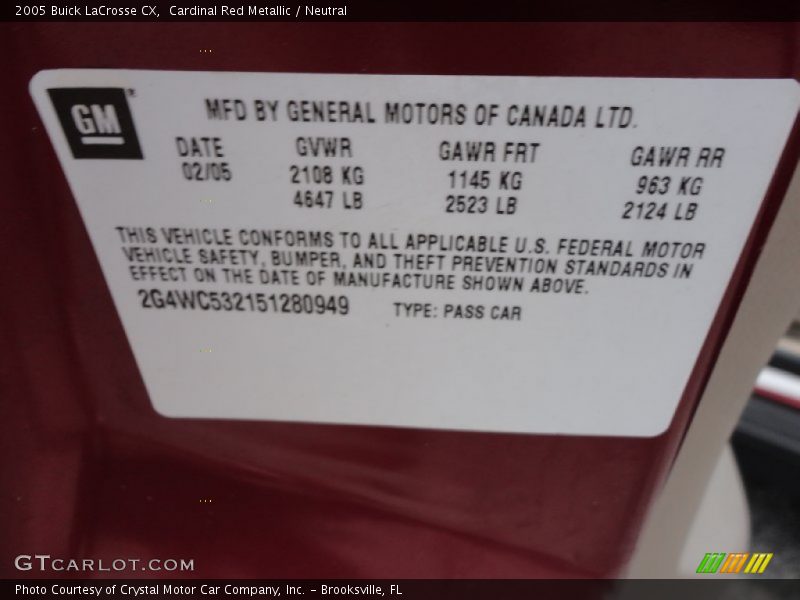 2005 Buick LaCrosse CX, Cardinal Red Metallic / Neutral
GM®
MFD BY GENERAL MOTORS OF CANADA LTD.
DATE GVWR GAWR FRT GAWR RR
02/05 2108 KG 1145 KG 963 KG
4647 LB 2523 LB 2124 LB
THIS VEHICLE CONFORMS TO ALL APPLICABLE U.S. FEDERAL MOTOR
VEHICLE SAFETY, BUMPER, AND THEFT PREVENTION STANDARDS IN
EFFECT ON THE DATE OF MANUFACTURE SHOWN ABOVE.
2G4WC532151280949 TYPE: PASS CAR
GTCARLOT.COM
Photo Courtesy of Crystal Motor Car Company, Inc. - Brooksville, FL